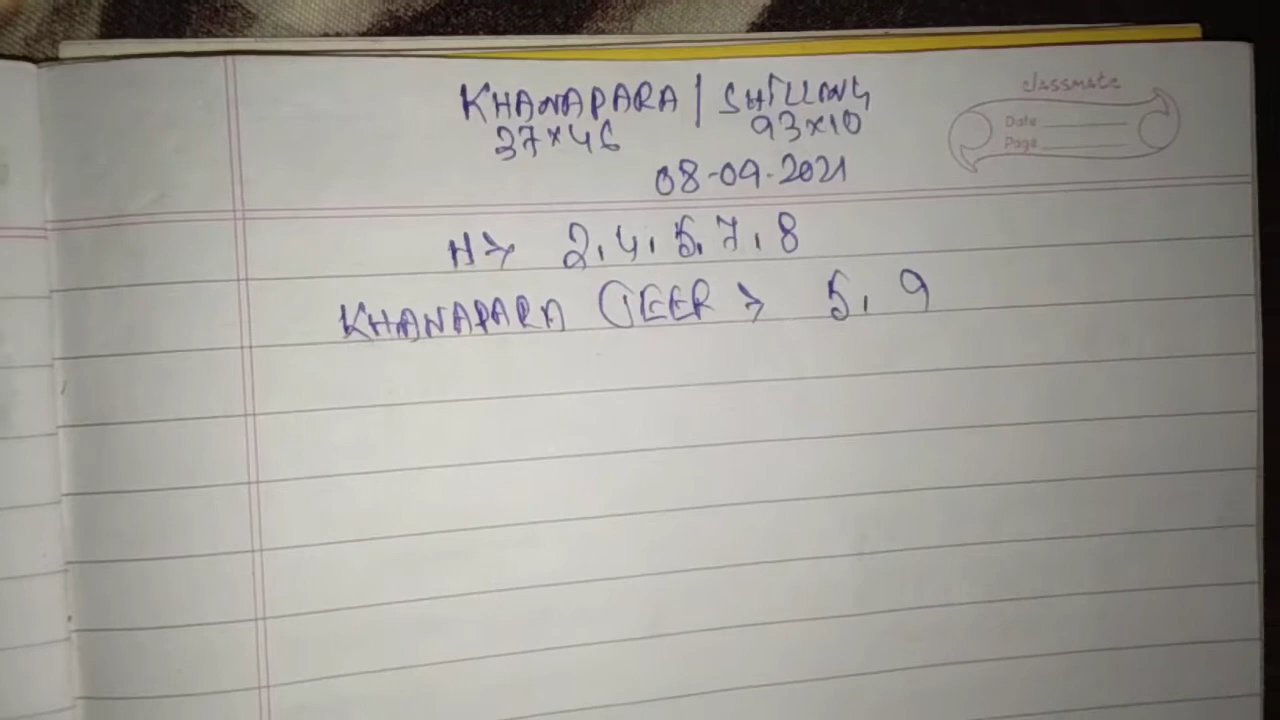 KHANAPARA | SHILLONG
37×46 93×10
08-09-2021
classmate
Date
Page
H> 2, 4, 5, 7, 8
KHANAPARA TEER > 5, 9